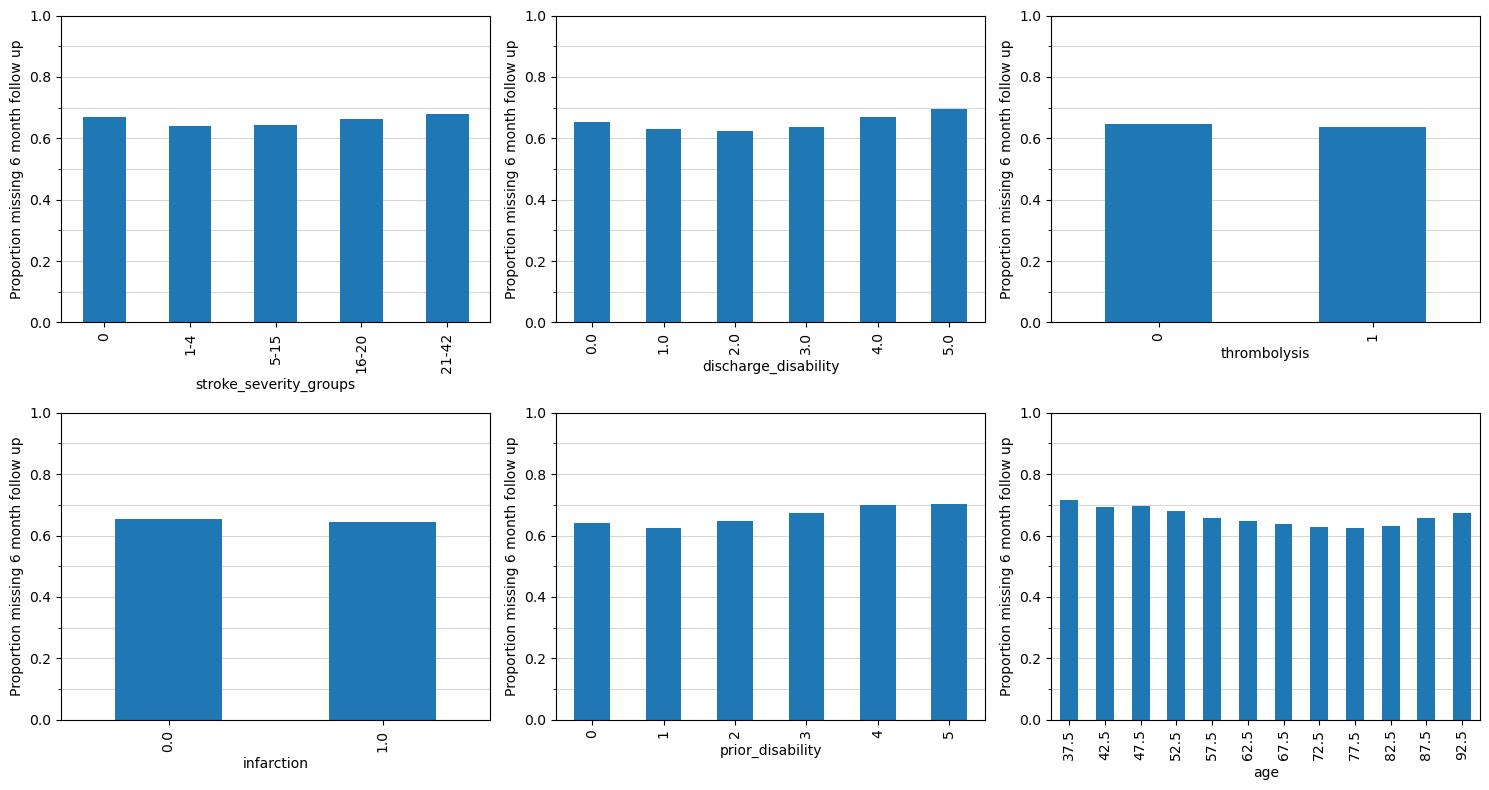 Proportion missing 6 month follow up
1.0
0.8
0.6
0.4
0.2
0.0
0 1-4 5-15 16-20 21-42
stroke_severity_groups
Proportion missing 6 month follow up
1.0
0.8
0.6
0.4
0.2
0.0
0.0 1.0 2.0 3.0 4.0 5.0
discharge_disability
Proportion missing 6 month follow up
1.0
0.8
0.6
0.4
0.2
0.0
0 1
thrombolysis
Proportion missing 6 month follow up
1.0
0.8
0.6
0.4
0.2
0.0
0.0 1.0
infarction
Proportion missing 6 month follow up
1.0
0.8
0.6
0.4
0.2
0.0
0 1 2 3 4 5
prior_disability
Proportion missing 6 month follow up
1.0
0.8
0.6
0.4
0.2
0.0
37.5 42.5 47.5 52.5 57.5 62.5 67.5 72.5 77.5 82.5 87.5 92.5
age